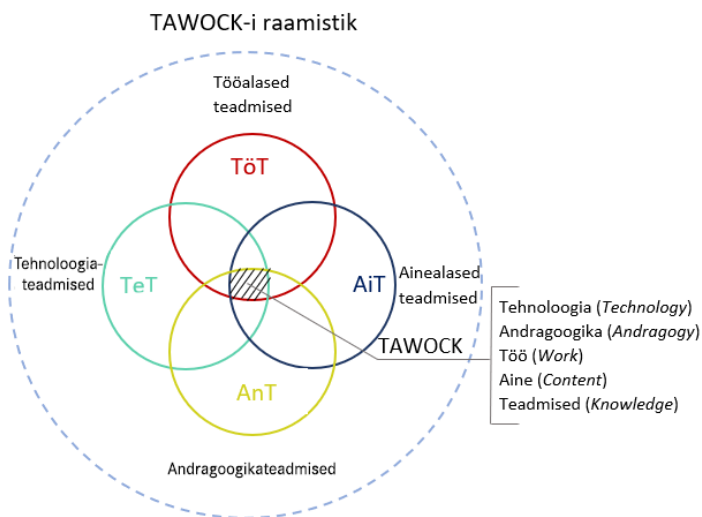 TAWOCK-i raamistik
Tööalased
teadmised
TöT
Tehnoloogia-
teadmised
TeT
AiT
Ainealased
teadmised
AnT
TAWOCK
Tehnoloogia (Technology)
Andragoogika (Andragogy)
Töö (Work)
Aine (Content)
Teadmised (Knowledge)
Andragoogikateadmised